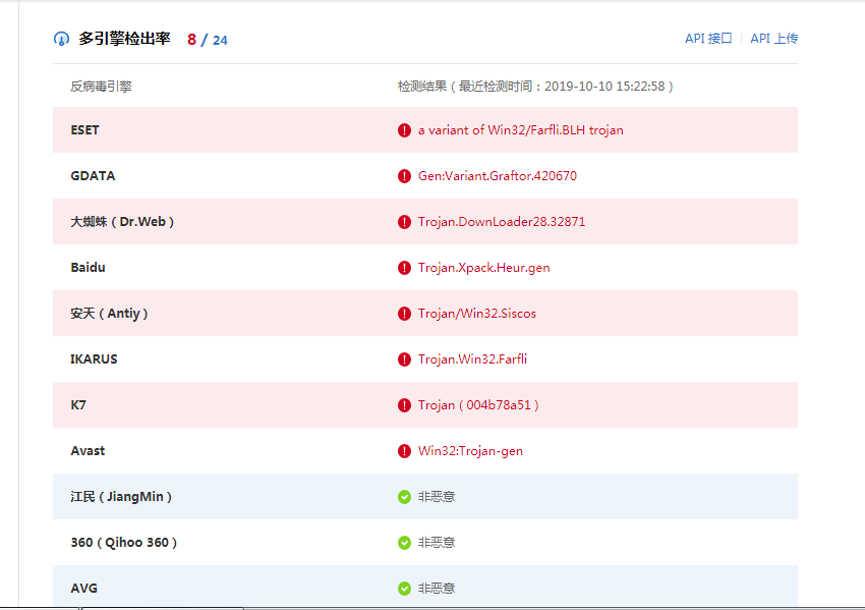 多引擎检出率 8 / 24 API 接口 API 上传
反病毒引擎 检测结果（最近检测时间：2019-10-10 15:22:58）
ESET a variant of Win32/Farfli.BLH trojan
GDATA Gen:Variant.Graftor.420670
大蜘蛛（Dr.Web） Trojan.DownLoader28.32871
Baidu Trojan.Xpack.Heur.gen
安天（Antiy） Trojan/Win32.Siscos
IKARUS Trojan.Win32.Farfli
K7 Trojan（004b78a51）
Avast Win32:Trojan-gen
江民（JiangMin） 非恶意
360（Qihoo 360） 非恶意
AVG 非恶意